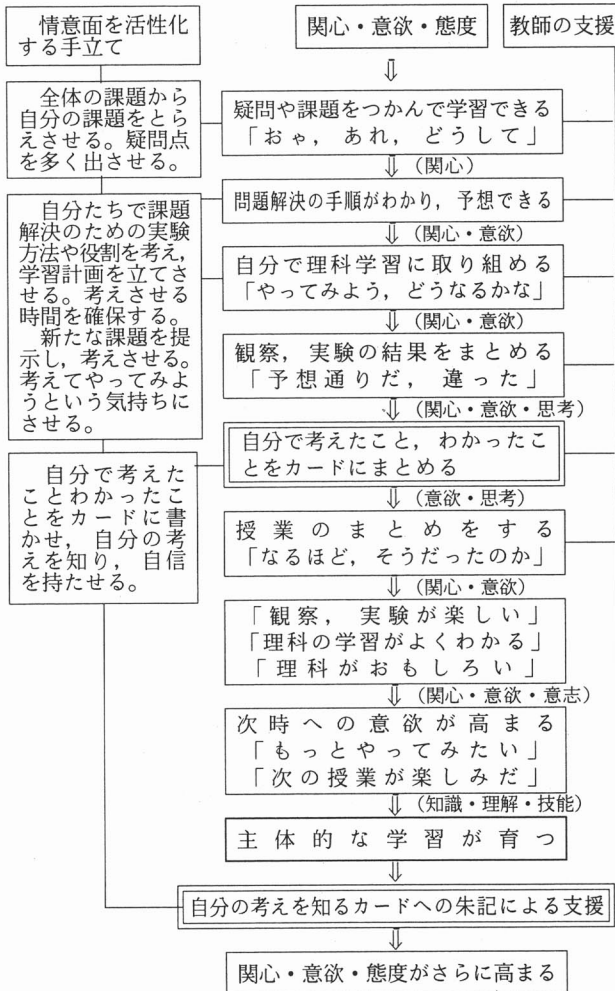 情意面を活性化
する手立て
関心・意欲・態度
教師の支援
全体の課題から
自分の課題をとら
えさせる。疑問点
を多く出させる。
疑問や課題をつかんで学習できる
「おゃ，あれ，どうして」
(関心)
自分たちで課題
解決のための実験
方法や役割を考え，
学習計画を立てさ
せる。考えさせる
時間を確保する。
新たな課題を提
示し，考えさせる。
考えてやってみよ
うという気持ちに
させる。
問題解決の手順がわかり，予想できる
(関心・意欲)
自分で理科学習に取り組める
「やってみよう，どうなるかな」
(関心・意欲)
観察，実験の結果をまとめる
「予想通りだ，違った」
(関心・意欲・思考)
自分で考えた
ことわかったこ
とをカードに書
かせ，自分の考
えを知り，自信
を持たせる。
自分で考えたこと，わかったこ
とをカードにまとめる
(意欲・思考)
授業のまとめをする
「なるほど，そうだったのか」
(関心・意欲)
「観察，実験が楽しい」
「理科の学習がよくわかる」
「理科がおもしろい」
(関心・意欲・意志)
次時への意欲が高まる
「もっとやってみたい」
「次の授業が楽しみだ」
(知識・理解・技能)
主体的な学習が育つ
自分の考えを知るカードへの朱記による支援
関心・意欲・態度がさらに高まる